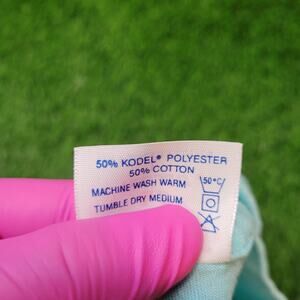 50% KODEL® POLYESTER
50% COTTON
MACHINE WASH WARM
50°C
TUMBLE DRY MEDIUM